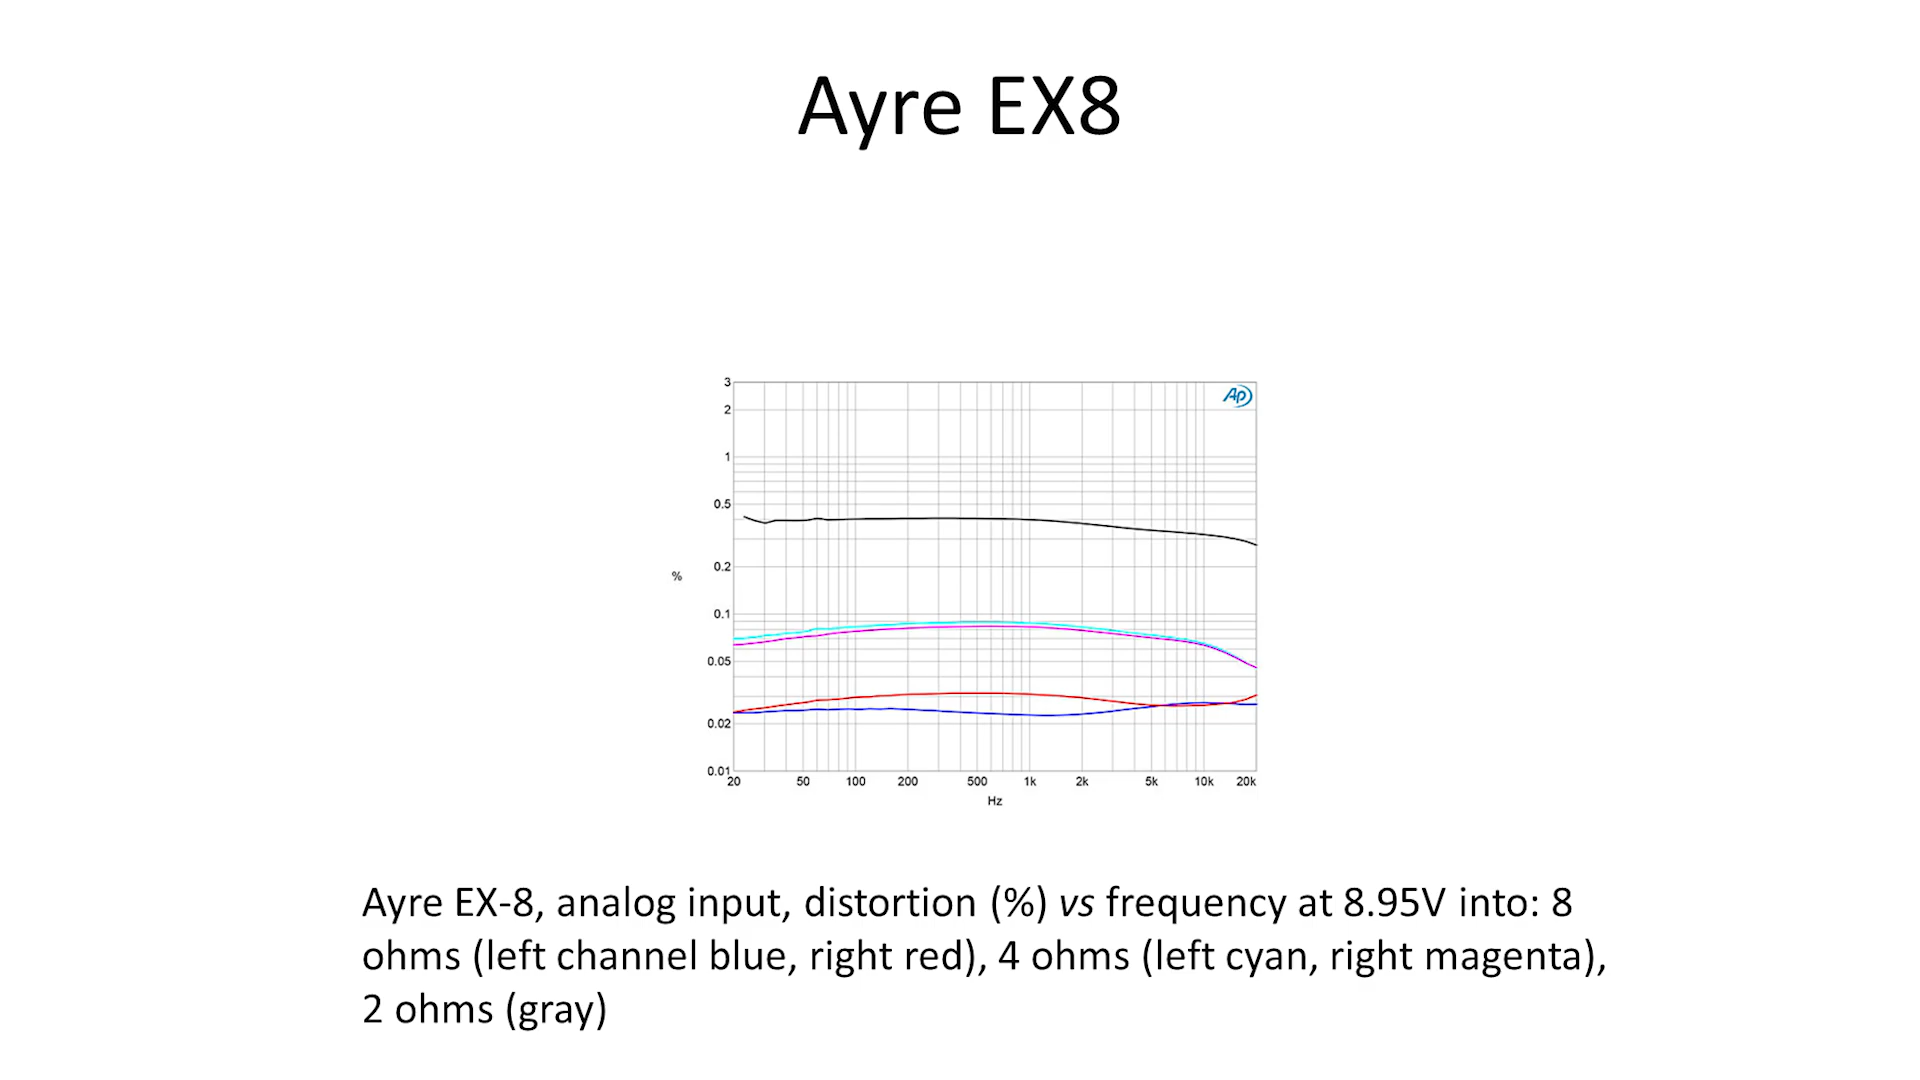 Ayre EX8
AP
3
2
1
0.5
0.2
0.1
0.05
0.02
0.01
%
20 50 100 200 500 1k 2k 5k 10k 20k
Hz
Ayre EX-8, analog input, distortion (%) vs frequency at 8.95V into: 8
ohms (left channel blue, right red), 4 ohms (left cyan, right magenta),
2 ohms (gray)